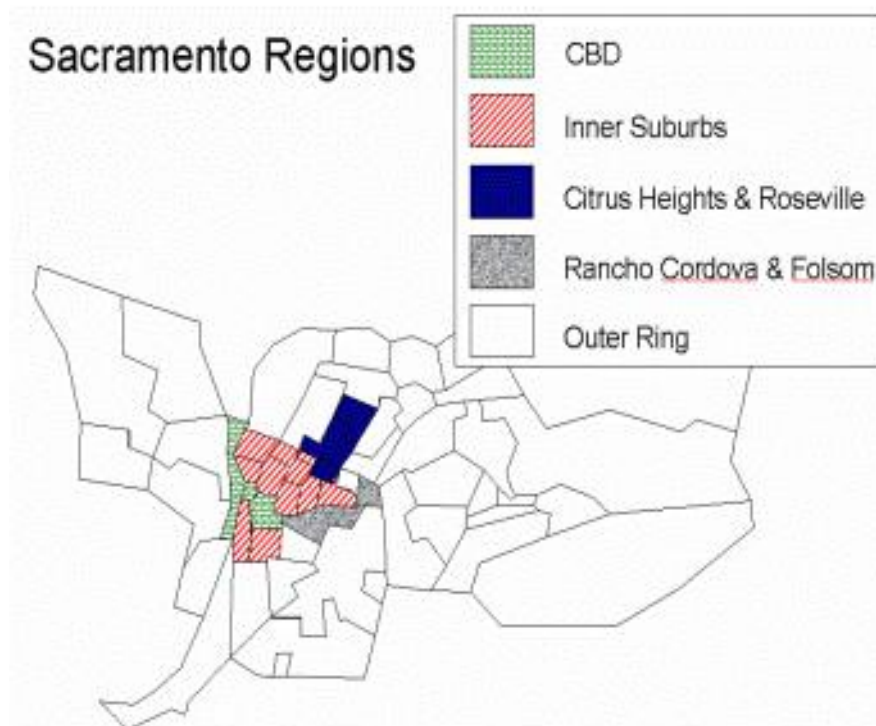 Sacramento Regions
CBD
Inner Suburbs
Citrus Heights & Roseville
Rancho Cordova & Folsom
Outer Ring